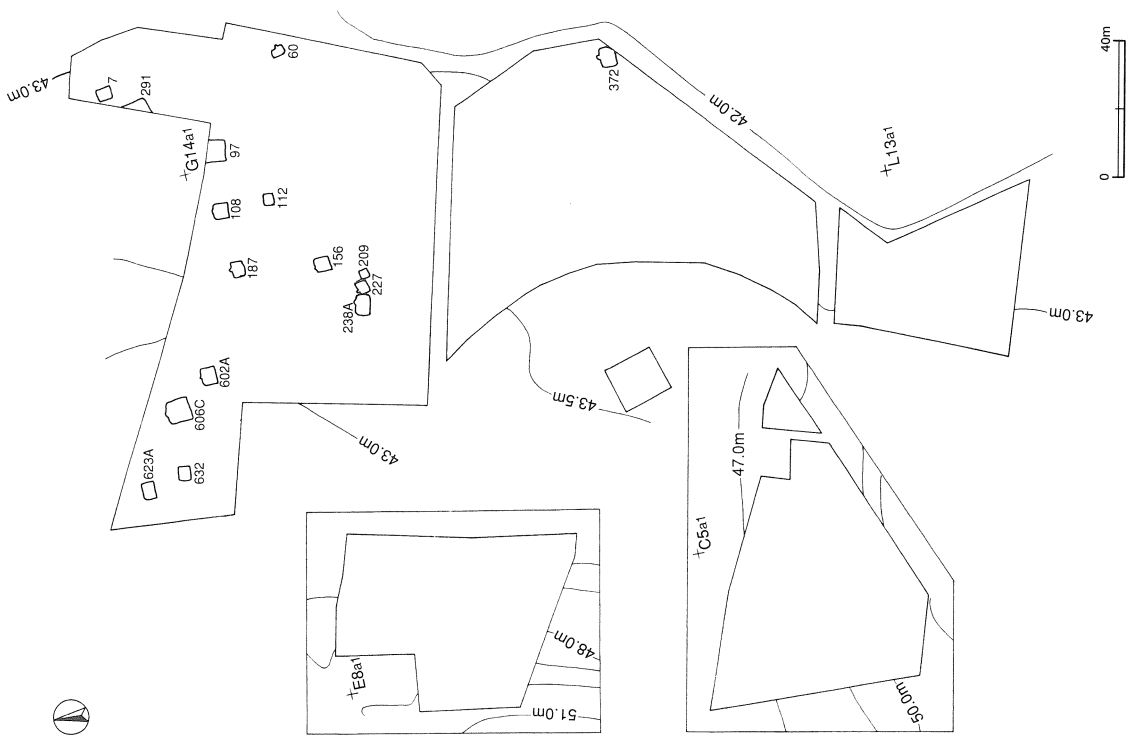 43.0m
7
291
60
G14a1
97
108
112
187
156
209
227
238A
602A
606C
623A
632
43.0m
372
42.0m
L13a1
40m
0
43.0m
43.5m
47.0m
C5a1
50.0m
E8a1
48.0m
51.0m